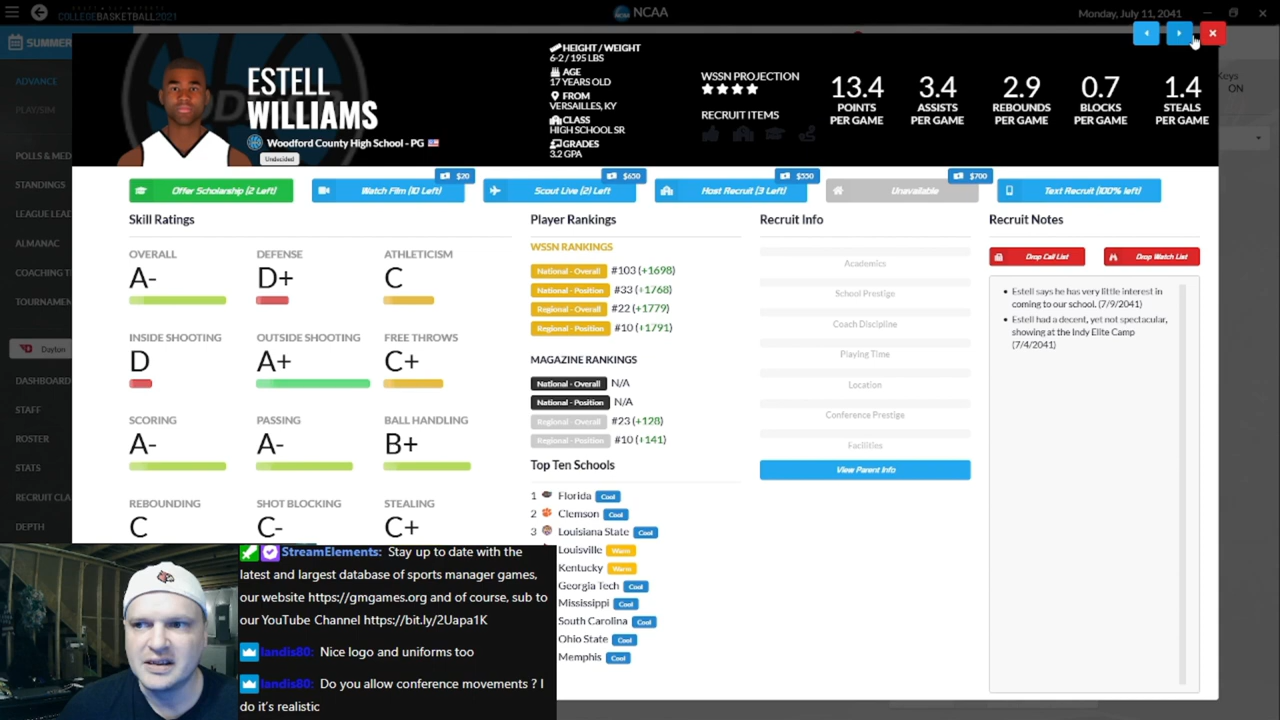 COLLEGEBASKETBALL2021
NCAA
Monday, July 11, 2041
SUMMER
ADVANCE
PLAY/SIM
POLLS & MED
STANDINGS
LEAGUE LEAD
ALMANAC
COACHING T
TOURNAMEN
Dayton
DASHBOARD
STAFF
ROSTER
STATS
RECRUIT CLA
DEPTH
Keys
ON
ESTELL
WILLIAMS
Woodford County High School - PG
Undecided
HEIGHT / WEIGHT
6-2 / 195 LBS
AGE
17 YEARS OLD
FROM
VERSAILLES, KY
CLASS
HIGH SCHOOL SR
GRADES
3.2 GPA
WSSN PROJECTION
RECRUIT ITEMS
13.4
POINTS
PER GAME
3.4
ASSISTS
PER GAME
2.9
REBOUNDS
PER GAME
0.7
BLOCKS
PER GAME
1.4
STEALS
PER GAME
Offer Scholarship (2 Left)
$20
Watch Film (10 Left)
$650
Scout Live (2) Left
$550
Host Recruit (3 Left)
$700
Unavailable
Text Recruit (100% left)
Skill Ratings
OVERALL
A-
DEFENSE
D+
ATHLETICISM
C
INSIDE SHOOTING
D
OUTSIDE SHOOTING
A+
FREE THROWS
C+
SCORING
A-
PASSING
A-
BALL HANDLING
B+
REBOUNDING
C
SHOT BLOCKING
C-
STEALING
C+
Player Rankings
WSSN RANKINGS
National - Overall #103 (+1698)
National - Position #33 (+1768)
Regional - Overall #22 (+1779)
Regional - Position #10 (+1791)
MAGAZINE RANKINGS
National - Overall N/A
National - Position N/A
Regional - Overall #23 (+128)
Regional - Position #10 (+141)
Top Ten Schools
1 Florida Cool
2 Clemson Cool
3 Louisiana State Cool
Louisville Warm
Kentucky Warm
Georgia Tech Cool
Mississippi Cool
South Carolina Cool
Ohio State Cool
Memphis Cool
Recruit Info
Academics
School Prestige
Coach Discipline
Playing Time
Location
Conference Prestige
Facilities
View Parent Info
Recruit Notes
Drop Call List
Drop Watch List
Estell says he has very little interest in
coming to our school. (7/9/2041)
Estell had a decent, yet not spectacular,
showing at the Indy Elite Camp
(7/4/2041)
StreamElements: Stay up to date with the
latest and largest database of sports manager games,
our website https://gmgames.org and of course, sub to
our YouTube Channel https://bit.ly/2Uapa1K
landis80: Nice logo and uniforms too
landis80: Do you allow conference movements ? I
do it's realistic